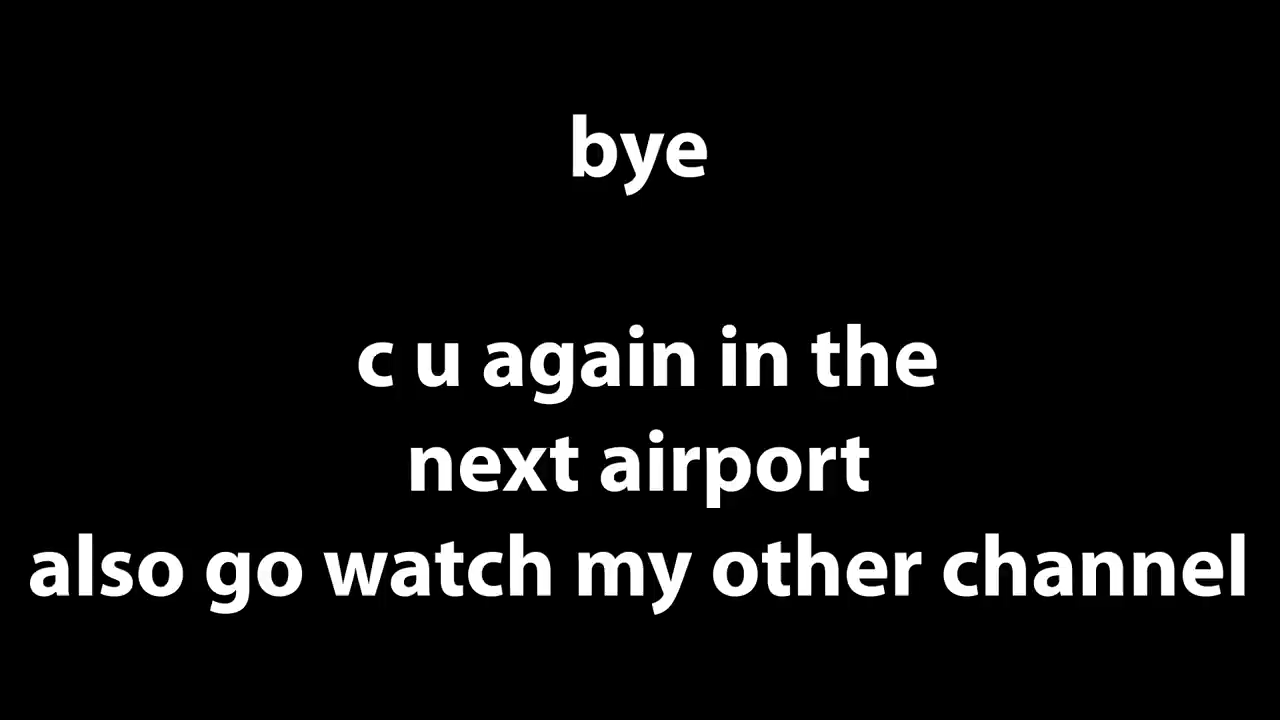 bye
c u again in the
next airport
also go watch my other channel